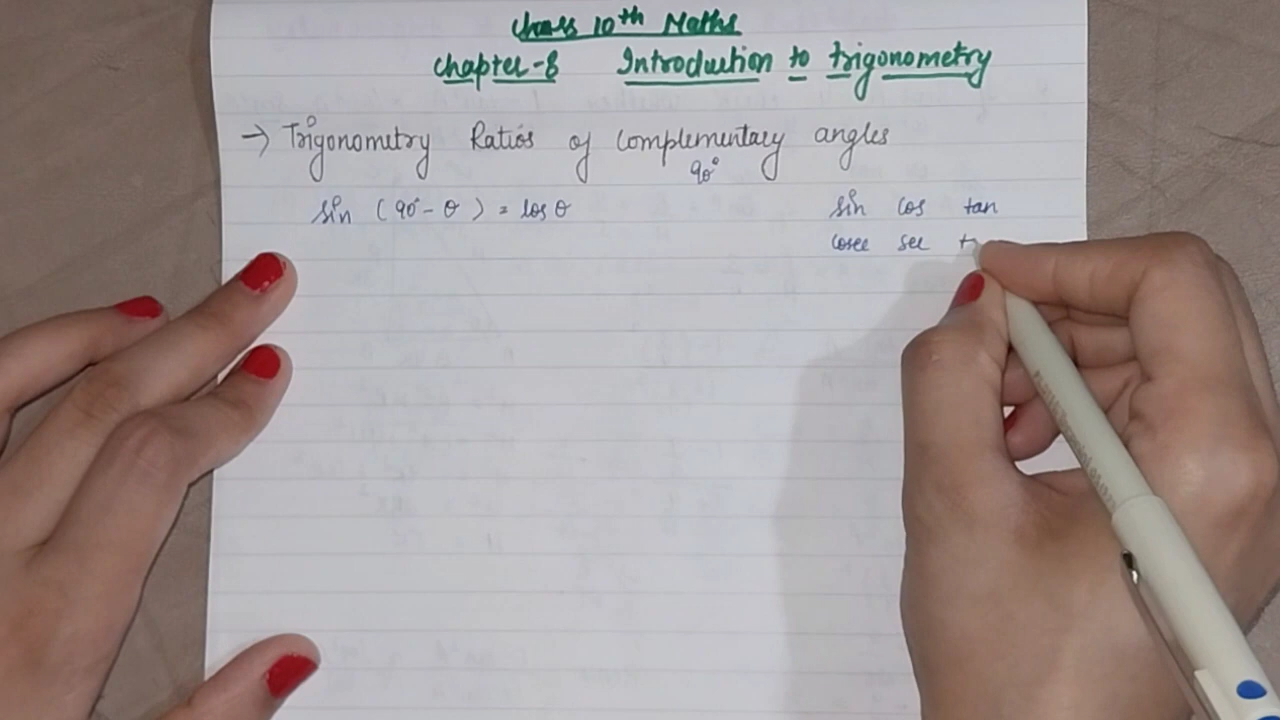 Class 10th Maths
Chapter-8 Introduction to trigonometry
→ Trigonometry Ratios of Complementary angles
90°
sin (90° - θ) = cos θ
sin cos tan
cosec sec t